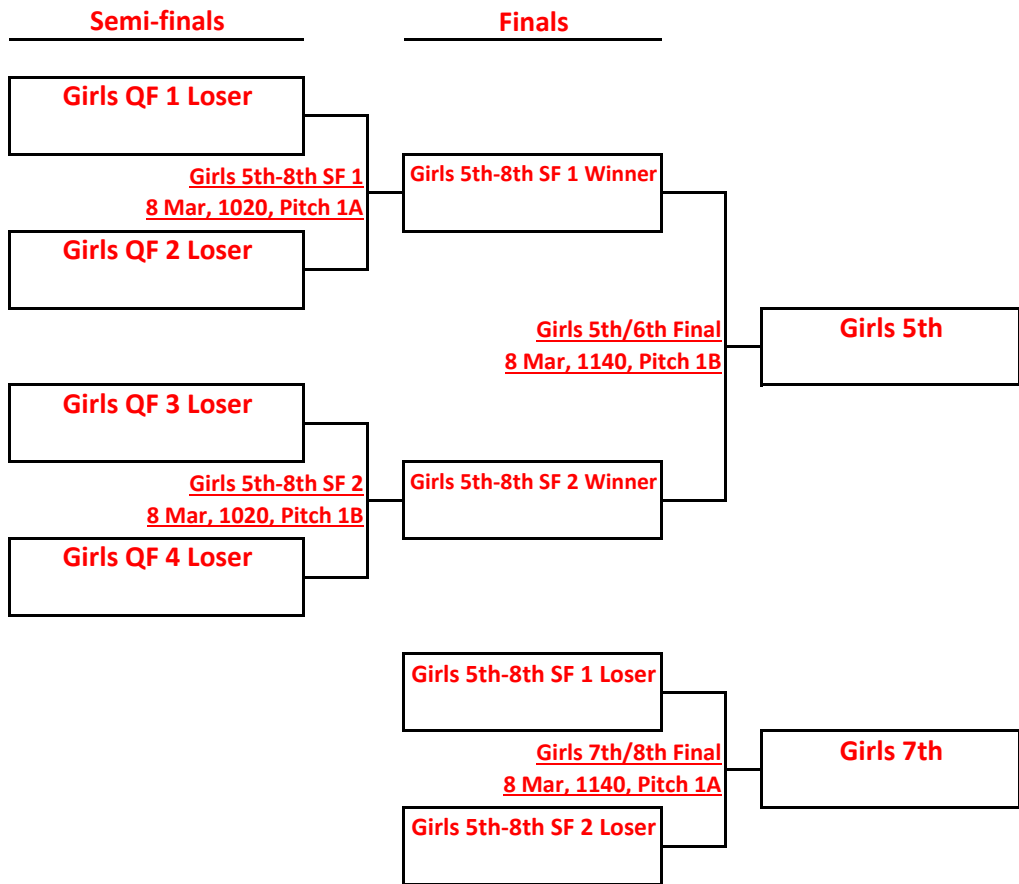 Semi-finals
Finals
Girls QF 1 Loser
Girls 5th-8th SF 1
8 Mar, 1020, Pitch 1A
Girls 5th-8th SF 1 Winner
Girls QF 2 Loser
Girls 5th/6th Final
8 Mar, 1140, Pitch 1B
Girls 5th
Girls QF 3 Loser
Girls 5th-8th SF 2
8 Mar, 1020, Pitch 1B
Girls 5th-8th SF 2 Winner
Girls QF 4 Loser
Girls 5th-8th SF 1 Loser
Girls 7th/8th Final
8 Mar, 1140, Pitch 1A
Girls 7th
Girls 5th-8th SF 2 Loser